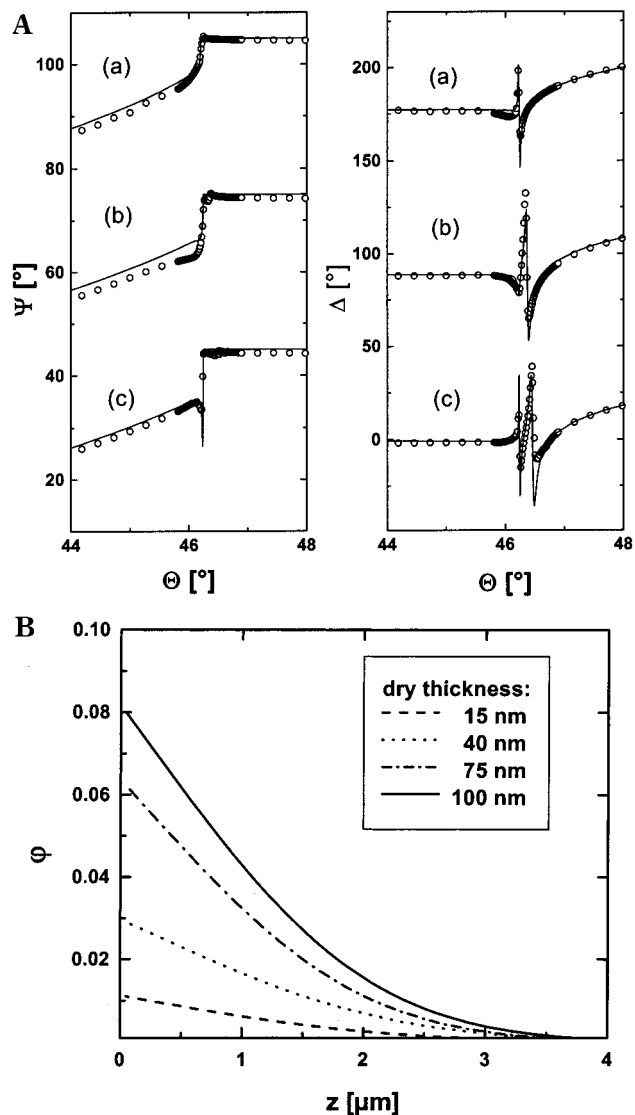 A
(a)
(b)
(c)
Ψ [°]
100
80
60
40
20
44
46
48
Θ [°]
(a)
(b)
(c)
Δ [°]
200
150
100
50
0
44
46
48
Θ [°]
B
0.10
0.08
0.06
0.04
0.02
φ
dry thickness:
15 nm
40 nm
75 nm
100 nm
0
1
2
3
4
z [μm]